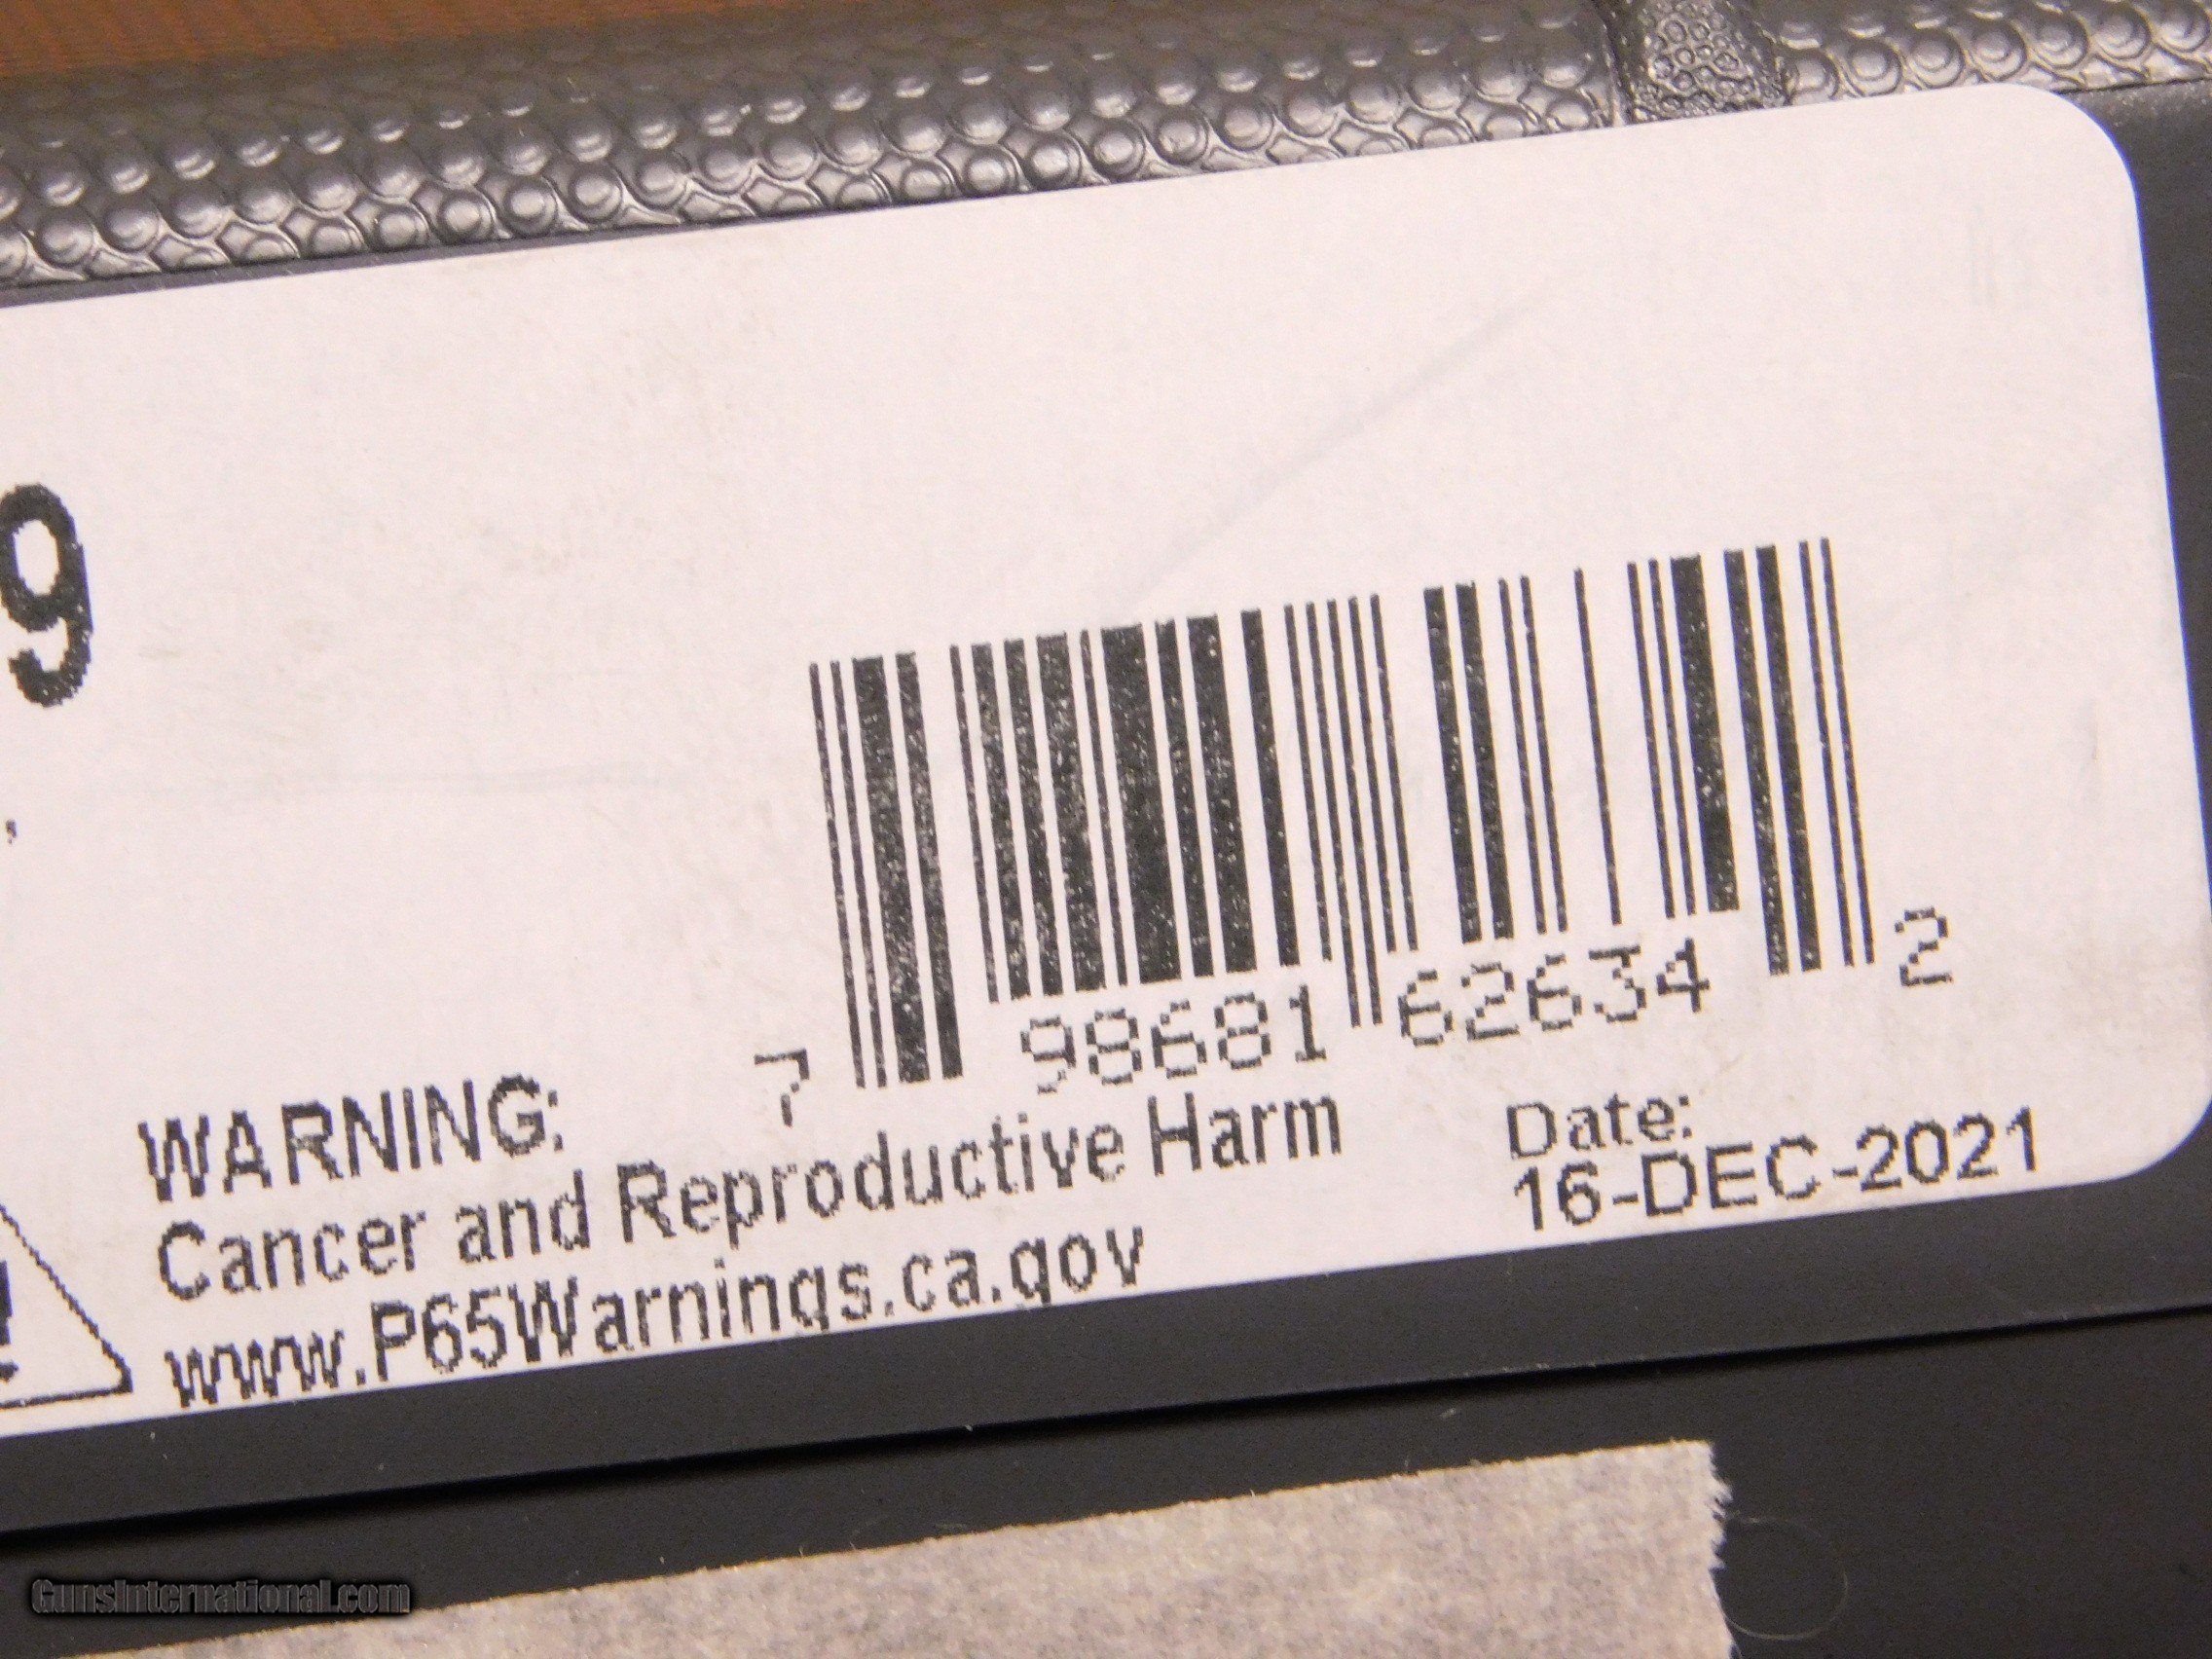 9
7 98681 62634 2
WARNING:
Cancer and Reproductive Harm
www.P65Warnings.ca.gov
Date:
16-DEC-2021
GunsInternational.com